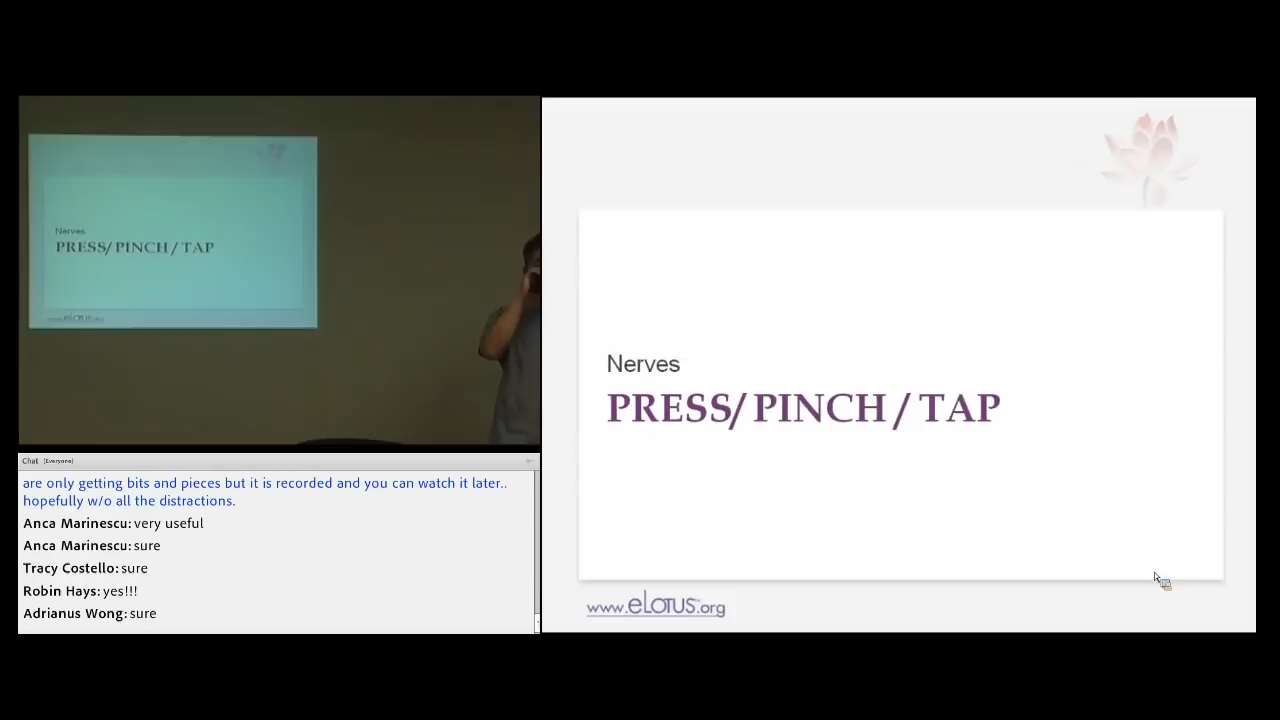 Nerves
PRESS/ PINCH / TAP
Chat (Everyone)
are only getting bits and pieces but it is recorded and you can watch it later..
hopefully w/o all the distractions.
Anca Marinescu: very useful
Anca Marinescu: sure
Tracy Costello: sure
Robin Hays: yes!!!
Adrianus Wong: sure
Nerves
PRESS/ PINCH / TAP
www.eLOTUS.org